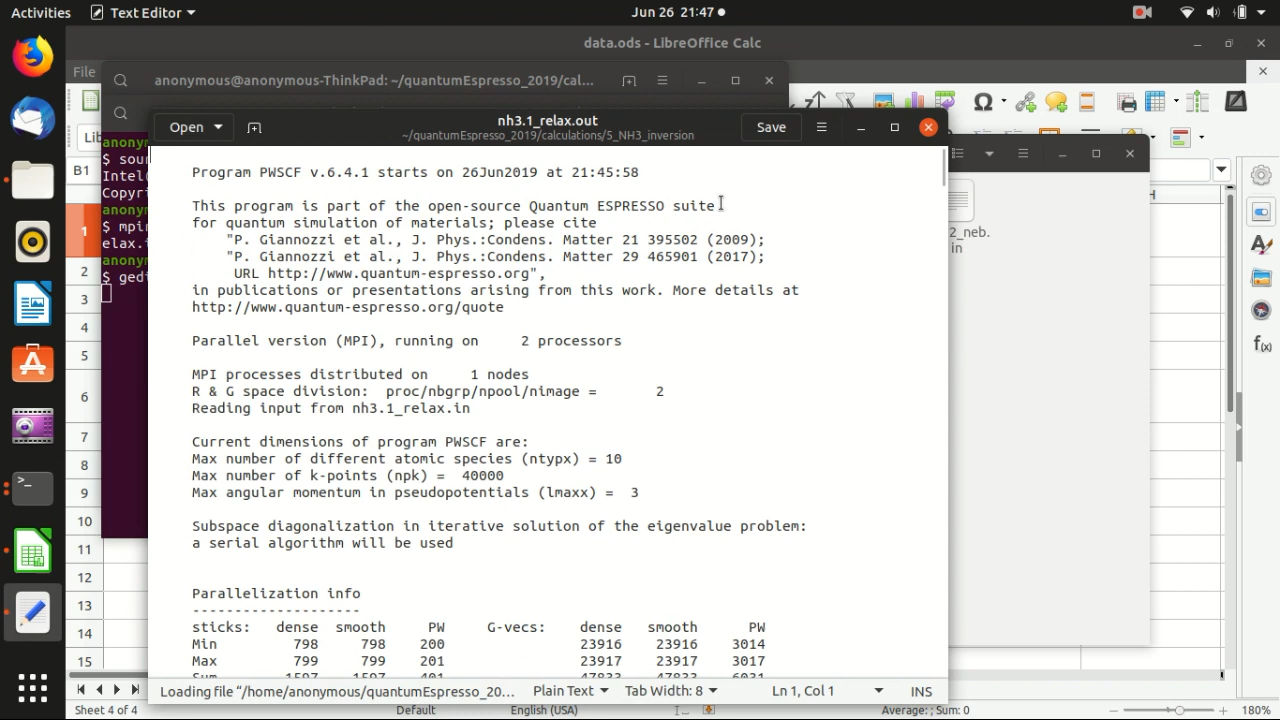 Activities
Text Editor
Jun 26 21:47
data.ods - LibreOffice Calc
File
anonymous@anonymous-ThinkPad: ~/quantumEspresso_2019/cal...
Open
nh3.1_relax.out
~/quantumEspresso_2019/calculations/5_NH3_inversion
Save
B1
anonym
$ sour
Intel(
Copyri
anonym
$ mpir
elax.i
anonym
$ gedi
H
2_neb.
in
1
2
3
4
5
6
7
8
9
10
11
12
13
14
15
Program PWSCF v.6.4.1 starts on 26Jun2019 at 21:45:58
This program is part of the open-source Quantum ESPRESSO suite
for quantum simulation of materials; please cite
"P. Giannozzi et al., J. Phys.:Condens. Matter 21 395502 (2009);
"P. Giannozzi et al., J. Phys.:Condens. Matter 29 465901 (2017);
URL http://www.quantum-espresso.org",
in publications or presentations arising from this work. More details at
http://www.quantum-espresso.org/quote
Parallel version (MPI), running on 2 processors
MPI processes distributed on 1 nodes
R & G space division: proc/nbgrp/npool/nimage = 2
Reading input from nh3.1_relax.in
Current dimensions of program PWSCF are:
Max number of different atomic species (ntypx) = 10
Max number of k-points (npk) = 40000
Max angular momentum in pseudopotentials (lmaxx) = 3
Subspace diagonalization in iterative solution of the eigenvalue problem:
a serial algorithm will be used
Parallelization info
--------------------
sticks: dense smooth PW G-vecs: dense smooth PW
Min 798 798 200 23916 23916 3014
Max 799 799 201 23917 23917 3017
Sum 1597 1597 401 47833 47833 6031
Loading file "/home/anonymous/quantumEspresso_20...
Plain Text
Tab Width: 8
Ln 1, Col 1
INS
Sheet 4 of 4
Default
English (USA)
Average: ; Sum: 0
180%